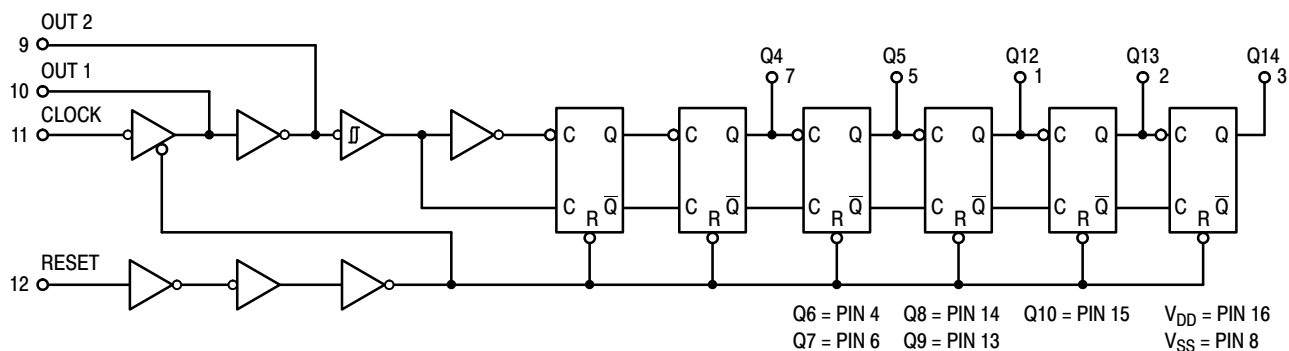 OUT 2
9
OUT 1
10
CLOCK
11
Q4
7
Q5
5
Q12
1
Q13
2
Q14
3
C Q C Q C Q C Q C Q C Q
C Q̅ C Q̅ C Q̅ C Q̅ C Q̅ C Q̅
R R R R R R
RESET
12
Q6 = PIN 4 Q8 = PIN 14 Q10 = PIN 15 VDD = PIN 16
Q7 = PIN 6 Q9 = PIN 13 VSS = PIN 8